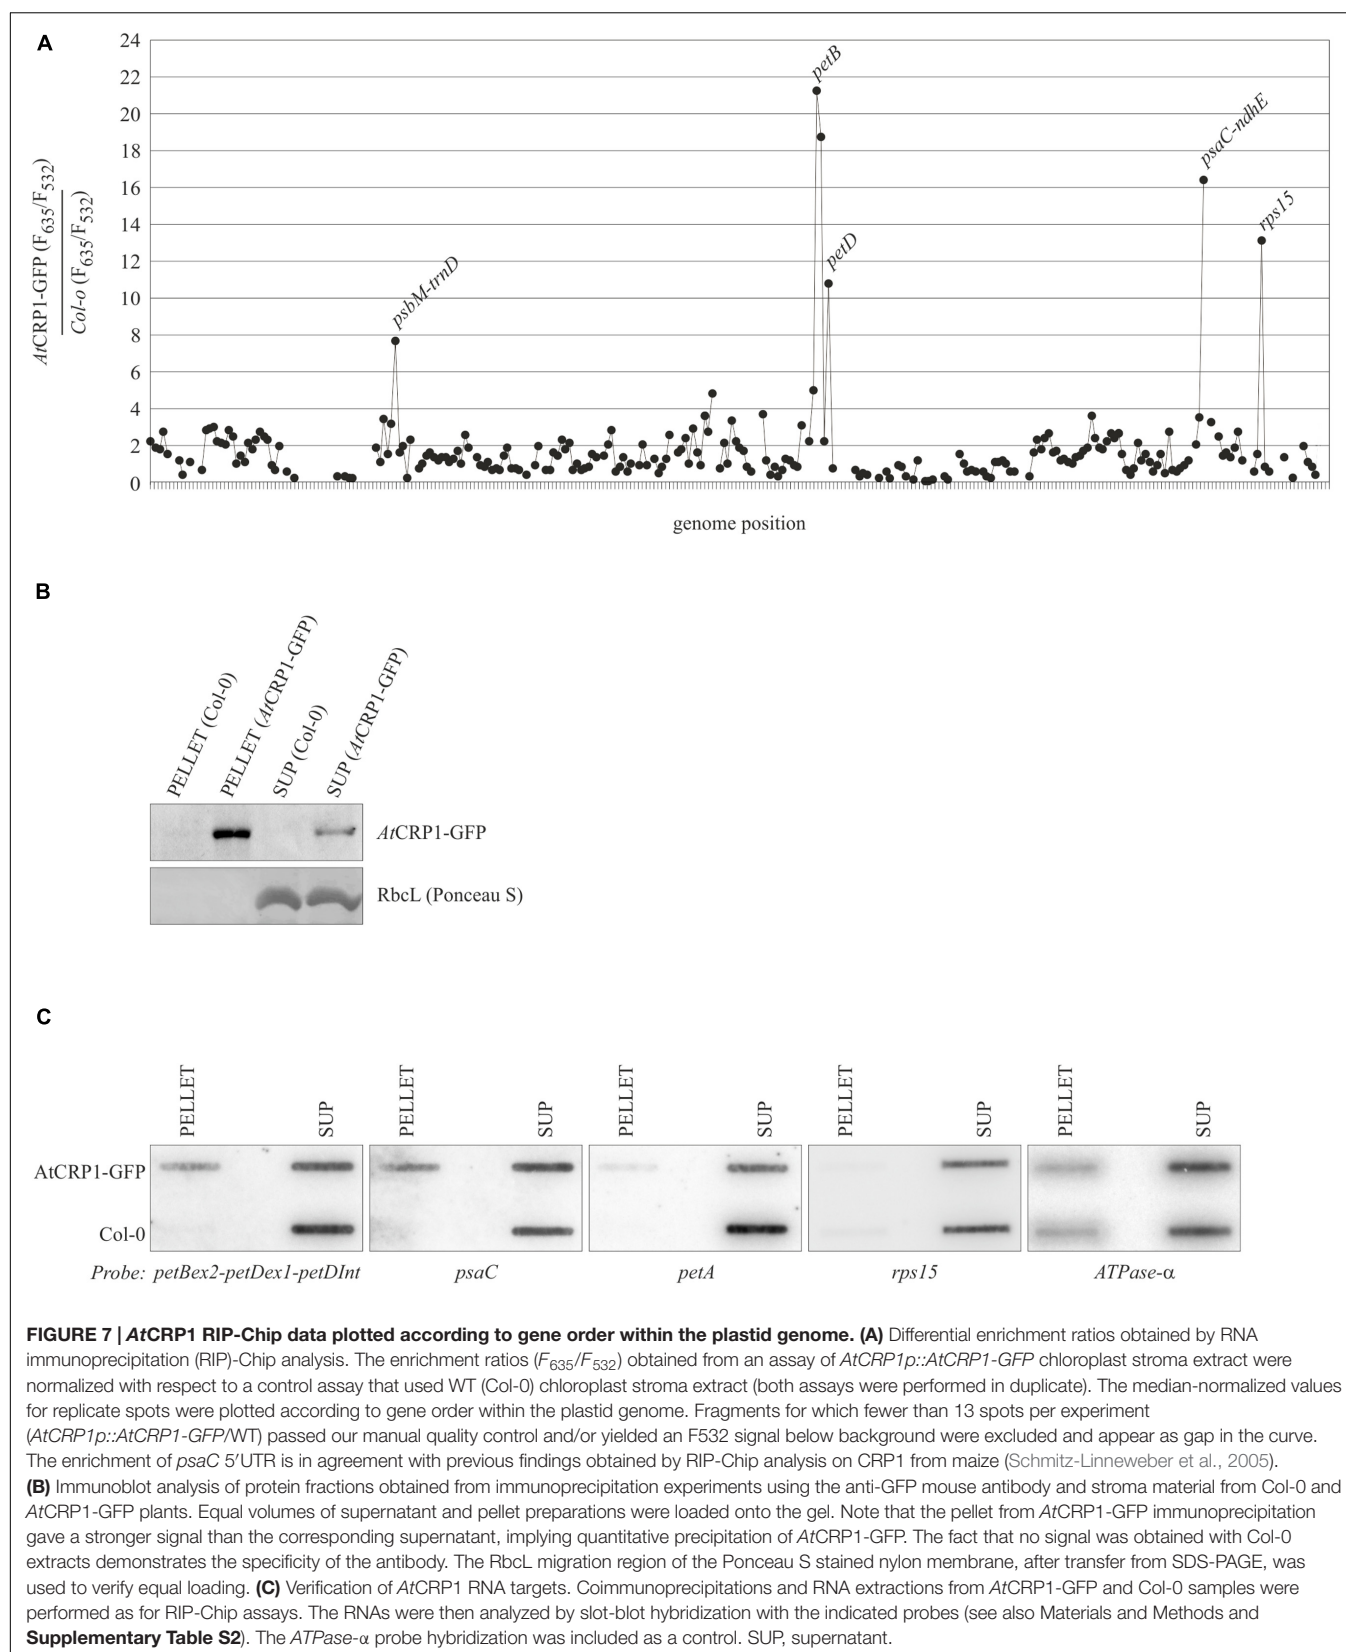 A
24
22
20
18
16
14
12
10
8
6
4
2
0
AtCRP1-GFP (F635/F532)
Col-o (F635/F532)
psbM-trnD
petB
petD
psaC-ndhE
rps15
genome position
B
PELLET (Col-0)
PELLET (AtCRP1-GFP)
SUP (Col-0)
SUP (AtCRP1-GFP)
AtCRP1-GFP
RbcL (Ponceau S)
C
PELLET SUP PELLET SUP PELLET SUP PELLET SUP PELLET SUP
AtCRP1-GFP
Col-0
Probe: petBex2-petDex1-petDInt psaC petA rps15 ATPase-α
FIGURE 7 | AtCRP1 RIP-Chip data plotted according to gene order within the plastid genome. (A) Differential enrichment ratios obtained by RNA
immunoprecipitation (RIP)-Chip analysis. The enrichment ratios (F635/F532) obtained from an assay of AtCRP1p::AtCRP1-GFP chloroplast stroma extract were
normalized with respect to a control assay that used WT (Col-0) chloroplast stroma extract (both assays were performed in duplicate). The median-normalized values
for replicate spots were plotted according to gene order within the plastid genome. Fragments for which fewer than 13 spots per experiment
(AtCRP1p::AtCRP1-GFP/WT) passed our manual quality control and/or yielded an F532 signal below background were excluded and appear as gap in the curve.
The enrichment of psaC 5′UTR is in agreement with previous findings obtained by RIP-Chip analysis on CRP1 from maize (Schmitz-Linneweber et al., 2005).
(B) Immunoblot analysis of protein fractions obtained from immunoprecipitation experiments using the anti-GFP mouse antibody and stroma material from Col-0 and
AtCRP1-GFP plants. Equal volumes of supernatant and pellet preparations were loaded onto the gel. Note that the pellet from AtCRP1-GFP immunoprecipitation
gave a stronger signal than the corresponding supernatant, implying quantitative precipitation of AtCRP1-GFP. The fact that no signal was obtained with Col-0
extracts demonstrates the specificity of the antibody. The RbcL migration region of the Ponceau S stained nylon membrane, after transfer from SDS-PAGE, was
used to verify equal loading. (C) Verification of AtCRP1 RNA targets. Coimmunoprecipitations and RNA extractions from AtCRP1-GFP and Col-0 samples were
performed as for RIP-Chip assays. The RNAs were then analyzed by slot-blot hybridization with the indicated probes (see also Materials and Methods and
Supplementary Table S2). The ATPase-α probe hybridization was included as a control. SUP, supernatant.